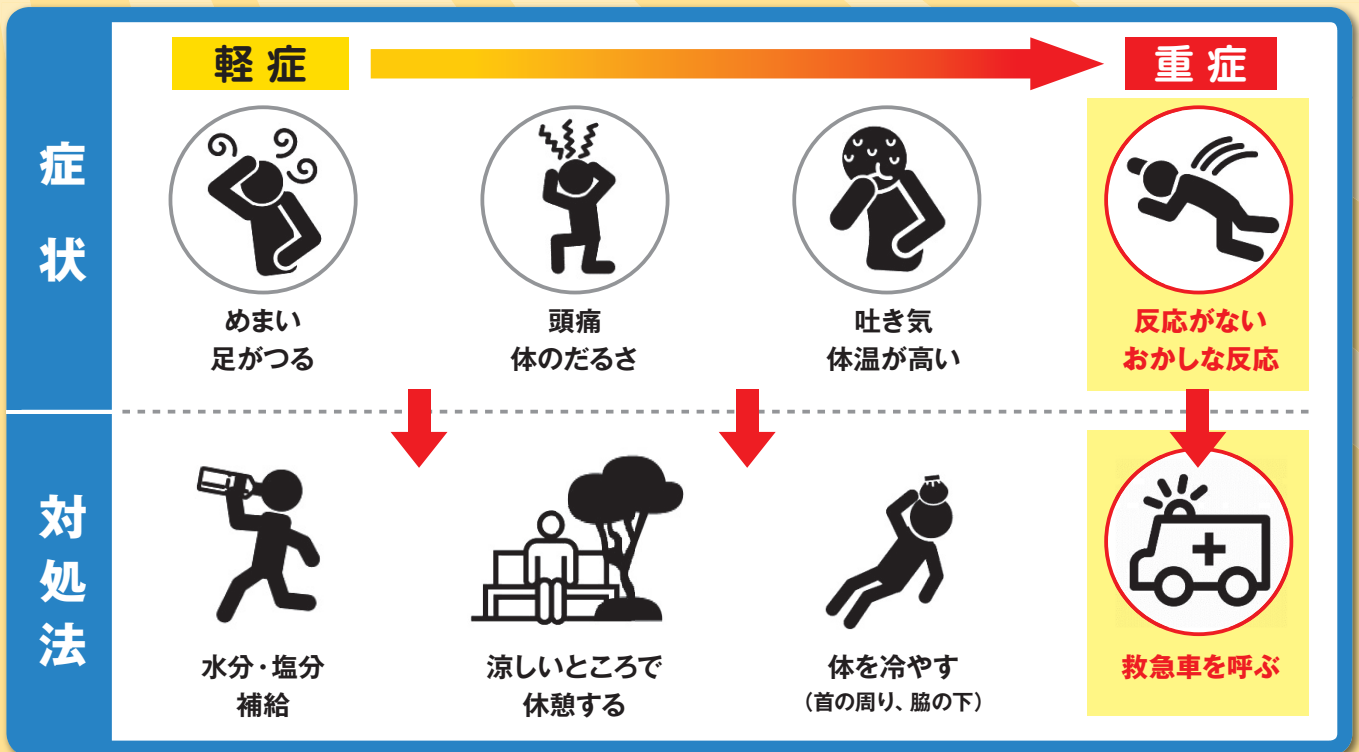 軽症
重症
症状
めまい
足がつる
頭痛
体のだるさ
吐き気
体温が高い
反応がない
おかしな反応
対処法
水分・塩分
補給
涼しいところで
休憩する
体を冷やす
(首の周り、脇の下)
救急車を呼ぶ